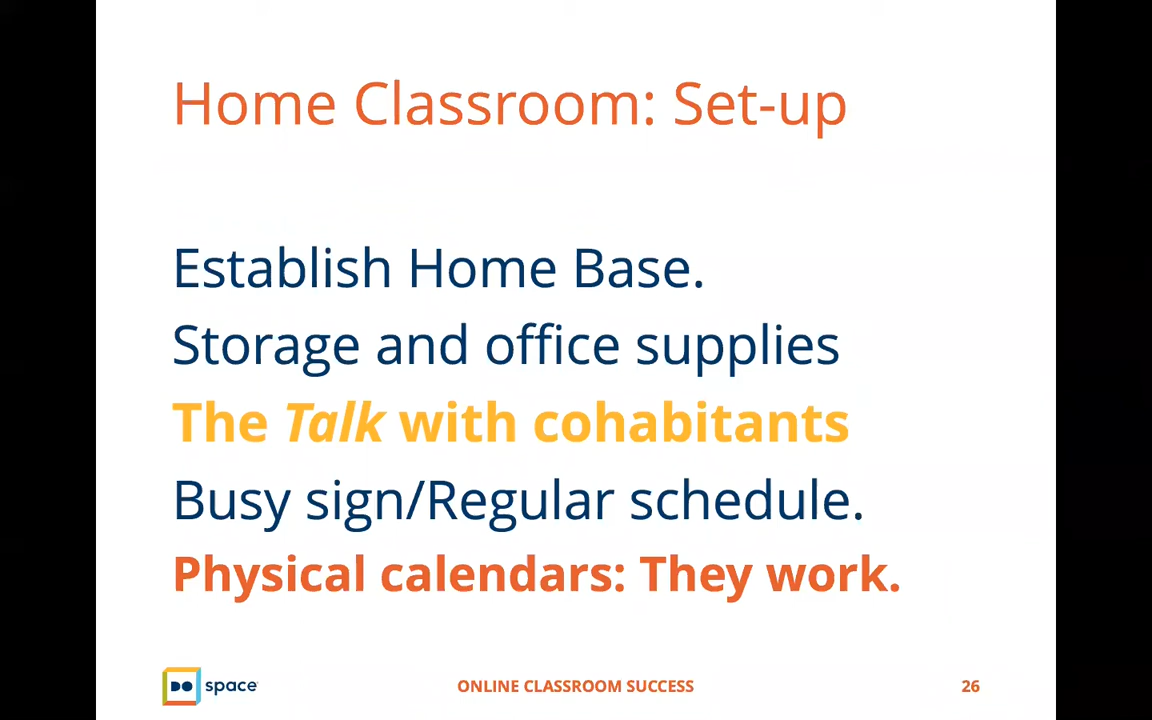 Home Classroom: Set-up
Establish Home Base.
Storage and office supplies
The Talk with cohabitants
Busy sign/Regular schedule.
Physical calendars: They work.
DO space
ONLINE CLASSROOM SUCCESS
26